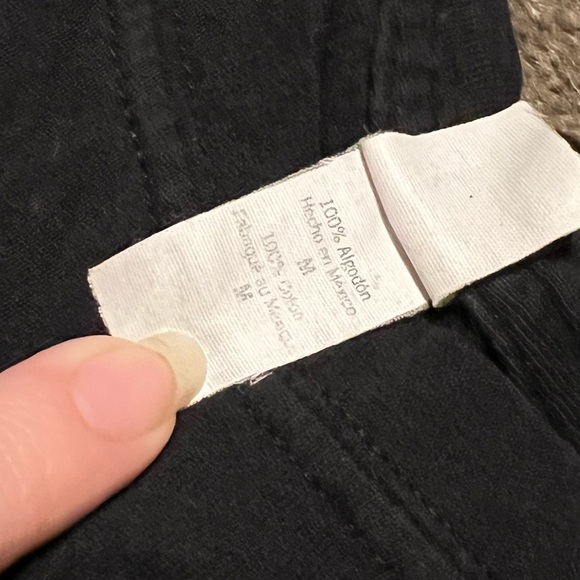 100% Algodón
Hecho en México
M
100% Coton
Fabriqué au Mexique
M